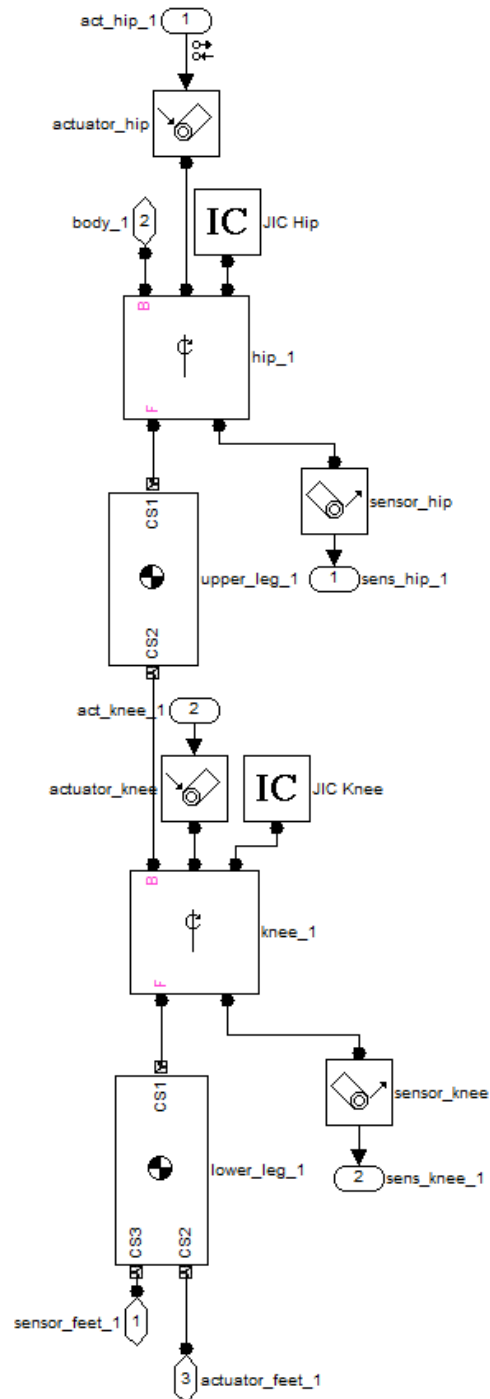 act_hip_1
1
actuator_hip
body_1
2
IC
JIC Hip
B
hip_1
F
CS1
sensor_hip
upper_leg_1
1
sens_hip_1
CS2
act_knee_1
2
actuator_knee
IC
JIC Knee
B
knee_1
F
CS1
sensor_knee
lower_leg_1
2
sens_knee_1
CS3
CS2
sensor_feet_1
1
3
actuator_feet_1